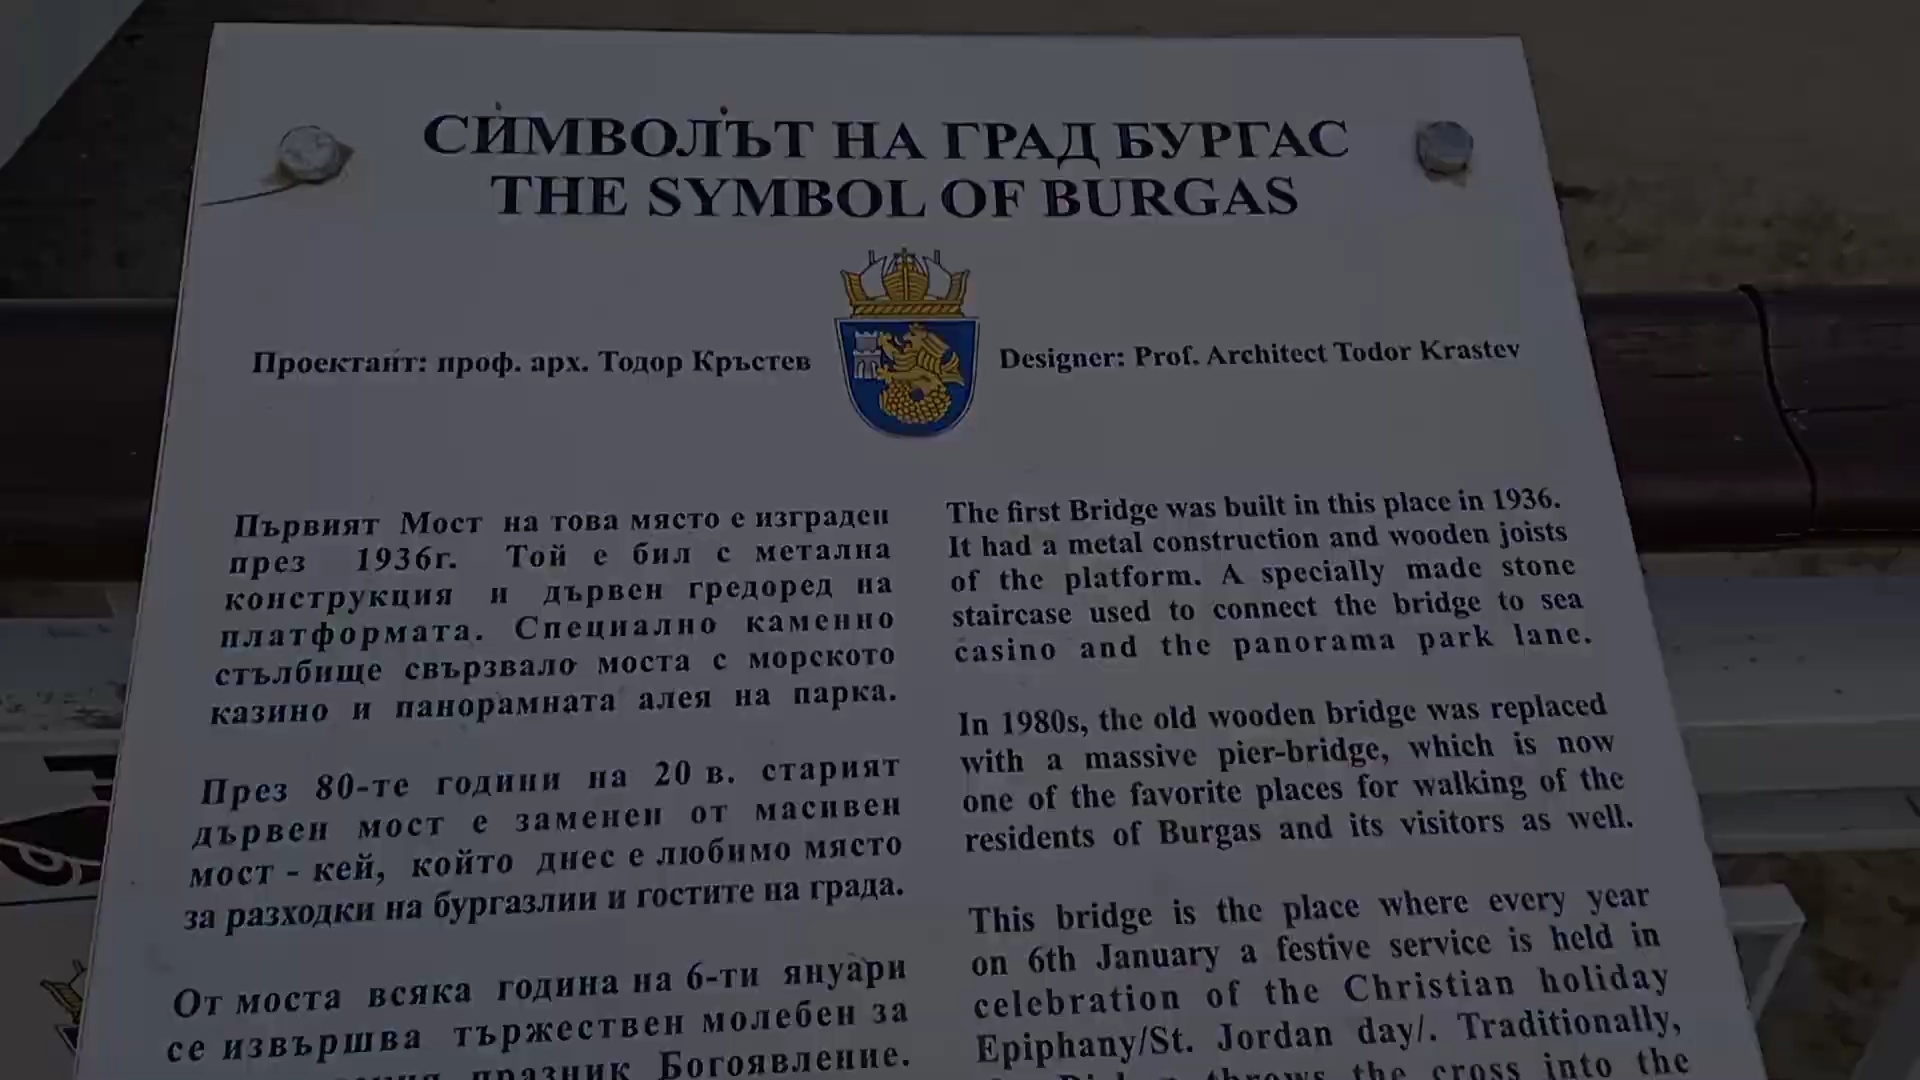 СИМВОЛЪТ НА ГРАД БУРГАС
THE SYMBOL OF BURGAS
Проектант: проф. арх. Тодор Кръстев
Designer: Prof. Architect Todor Krastev
Първият Мост на това място е изграден
през 1936г. Той е бил с метална
конструкция и дървен гредоред на
платформата. Специално каменно
стълбище свързвало моста с морското
казино и панорамната алея на парка.
През 80-те години на 20 в. старият
дървен мост е заменен от масивен
мост - кей, който днес е любимо място
за разходки на бургазлии и гостите на града.
От моста всяка година на 6-ти януари
се извършва тържествен молебен за
празник Богоявление.
The first Bridge was built in this place in 1936.
It had a metal construction and wooden joists
of the platform. A specially made stone
staircase used to connect the bridge to sea
casino and the panorama park lane.
In 1980s, the old wooden bridge was replaced
with a massive pier-bridge, which is now
one of the favorite places for walking of the
residents of Burgas and its visitors as well.
This bridge is the place where every year
on 6th January a festive service is held in
celebration of the Christian holiday
Epiphany/St. Jordan day/. Traditionally,
throws the cross into the